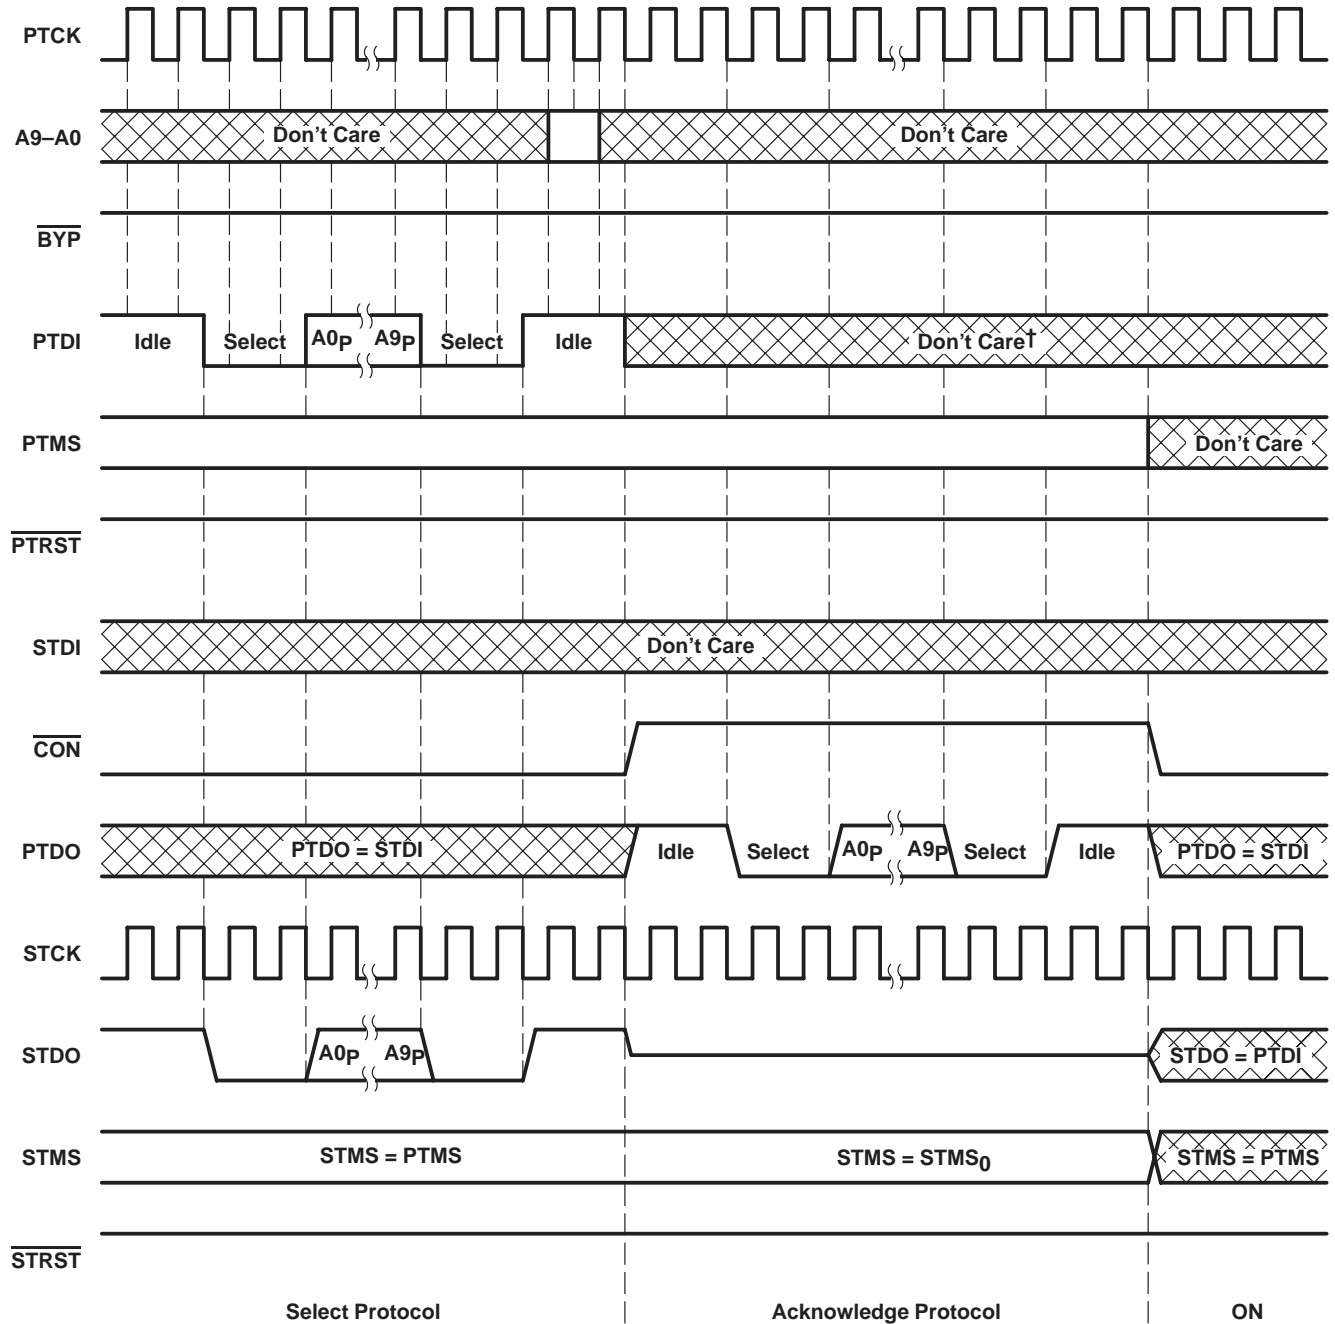 PTCK
A9–A0 Don't Care Don't Care
BYP
PTDI Idle Select A0P A9P Select Idle Don't Care†
PTMS Don't Care
PTRST
STDI Don't Care
CON
PTDO PTDO = STDI Idle Select A0P A9P Select Idle PTDO = STDI
STCK
STDO A0P A9P STDO = PTDI
STMS STMS = PTMS STMS = STMS0 STMS = PTMS
STRST
Select Protocol Acknowledge Protocol ON